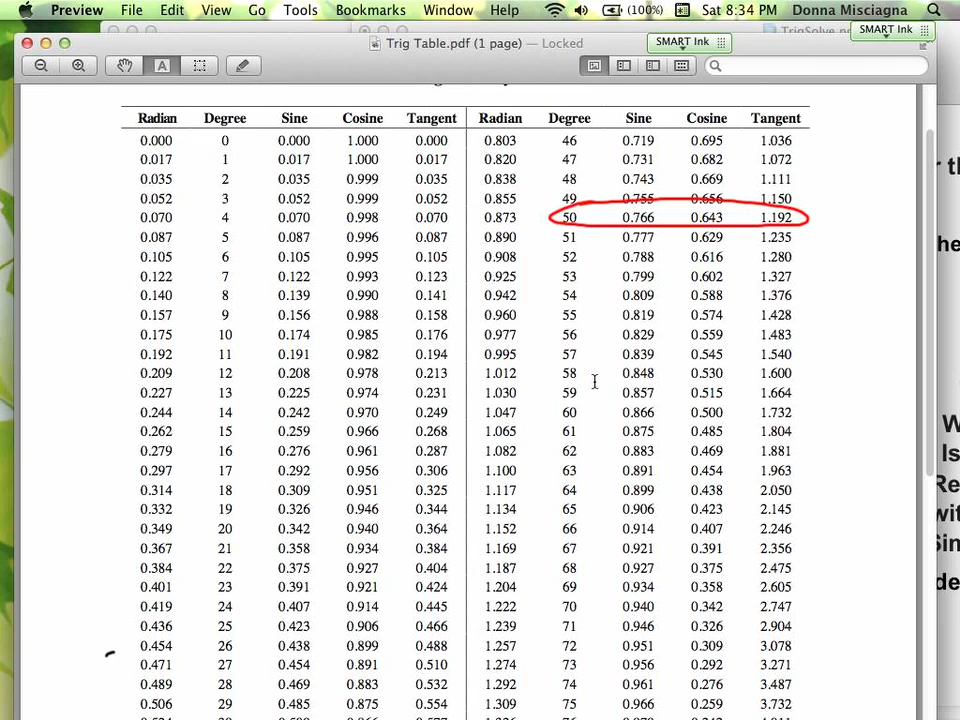 Preview File Edit View Go Tools Bookmarks Window Help (100%) Sat 8:34 PM Donna Misciagna
SMART Ink
Trig Table.pdf (1 page) — Locked
SMART Ink
Radian Degree Sine Cosine Tangent Radian Degree Sine Cosine Tangent
0.000 0 0.000 1.000 0.000 0.803 46 0.719 0.695 1.036
0.017 1 0.017 1.000 0.017 0.820 47 0.731 0.682 1.072
0.035 2 0.035 0.999 0.035 0.838 48 0.743 0.669 1.111
0.052 3 0.052 0.999 0.052 0.855 49 0.755 0.656 1.150
0.070 4 0.070 0.998 0.070 0.873 50 0.766 0.643 1.192
0.087 5 0.087 0.996 0.087 0.890 51 0.777 0.629 1.235
0.105 6 0.105 0.995 0.105 0.908 52 0.788 0.616 1.280
0.122 7 0.122 0.993 0.123 0.925 53 0.799 0.602 1.327
0.140 8 0.139 0.990 0.141 0.942 54 0.809 0.588 1.376
0.157 9 0.156 0.988 0.158 0.960 55 0.819 0.574 1.428
0.175 10 0.174 0.985 0.176 0.977 56 0.829 0.559 1.483
0.192 11 0.191 0.982 0.194 0.995 57 0.839 0.545 1.540
0.209 12 0.208 0.978 0.213 1.012 58 0.848 0.530 1.600
0.227 13 0.225 0.974 0.231 1.030 59 0.857 0.515 1.664
0.244 14 0.242 0.970 0.249 1.047 60 0.866 0.500 1.732
0.262 15 0.259 0.966 0.268 1.065 61 0.875 0.485 1.804
0.279 16 0.276 0.961 0.287 1.082 62 0.883 0.469 1.881
0.297 17 0.292 0.956 0.306 1.100 63 0.891 0.454 1.963
0.314 18 0.309 0.951 0.325 1.117 64 0.899 0.438 2.050
0.332 19 0.326 0.946 0.344 1.134 65 0.906 0.423 2.145
0.349 20 0.342 0.940 0.364 1.152 66 0.914 0.407 2.246
0.367 21 0.358 0.934 0.384 1.169 67 0.921 0.391 2.356
0.384 22 0.375 0.927 0.404 1.187 68 0.927 0.375 2.475
0.401 23 0.391 0.921 0.424 1.204 69 0.934 0.358 2.605
0.419 24 0.407 0.914 0.445 1.222 70 0.940 0.342 2.747
0.436 25 0.423 0.906 0.466 1.239 71 0.946 0.326 2.904
0.454 26 0.438 0.899 0.488 1.257 72 0.951 0.309 3.078
0.471 27 0.454 0.891 0.510 1.274 73 0.956 0.292 3.271
0.489 28 0.469 0.883 0.532 1.292 74 0.961 0.276 3.487
0.506 29 0.485 0.875 0.554 1.309 75 0.966 0.259 3.732